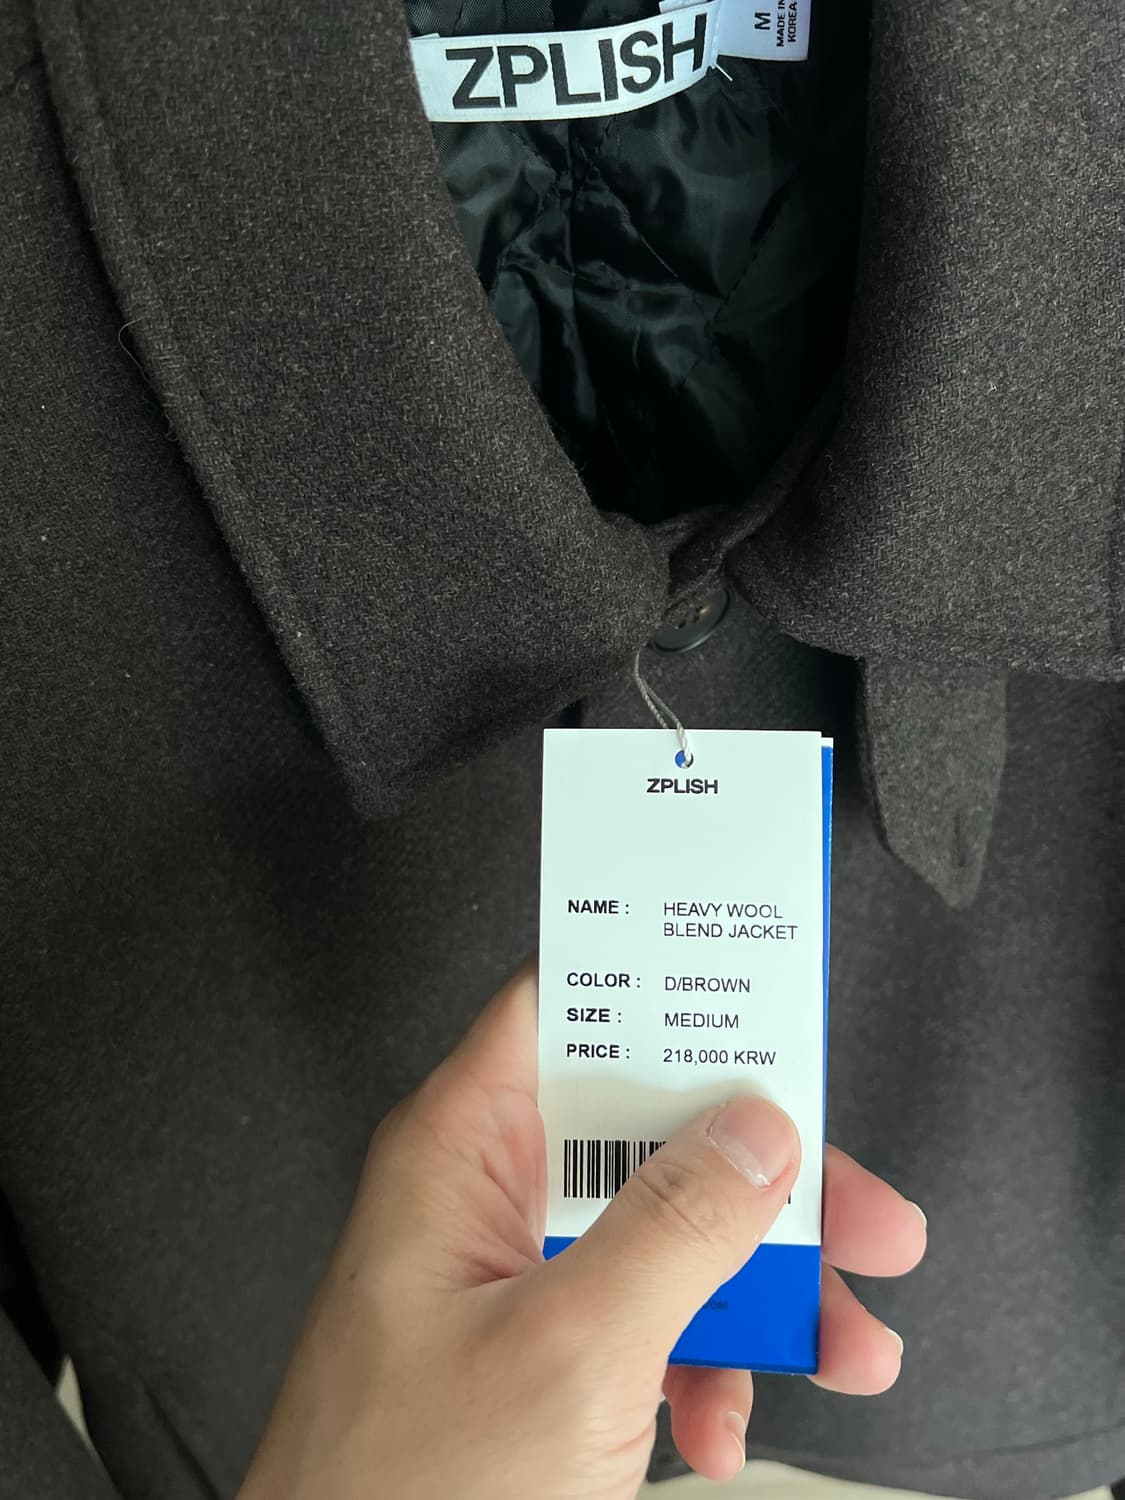 ZPLISH
M
MADE IN
KOREA
ZPLISH
NAME : HEAVY WOOL
BLEND JACKET
COLOR : D/BROWN
SIZE : MEDIUM
PRICE : 218,000 KRW